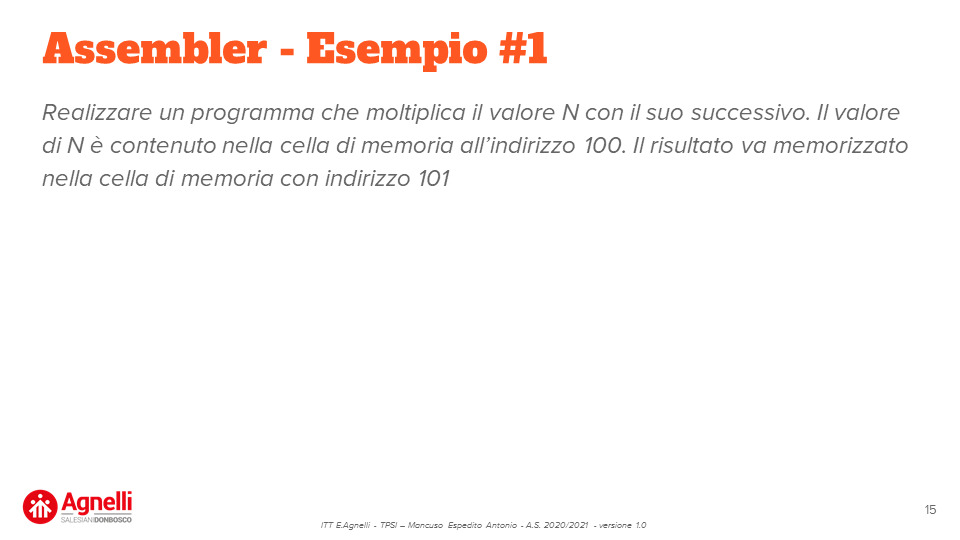 Assembler - Esempio #1
Realizzare un programma che moltiplica il valore N con il suo successivo. Il valore
di N è contenuto nella cella di memoria all’indirizzo 100. Il risultato va memorizzato
nella cella di memoria con indirizzo 101
Agnelli
SALESIANIDONBOSCO
ITT E.Agnelli - TPSI – Mancuso Espedito Antonio - A.S. 2020/2021 - versione 1.0
15